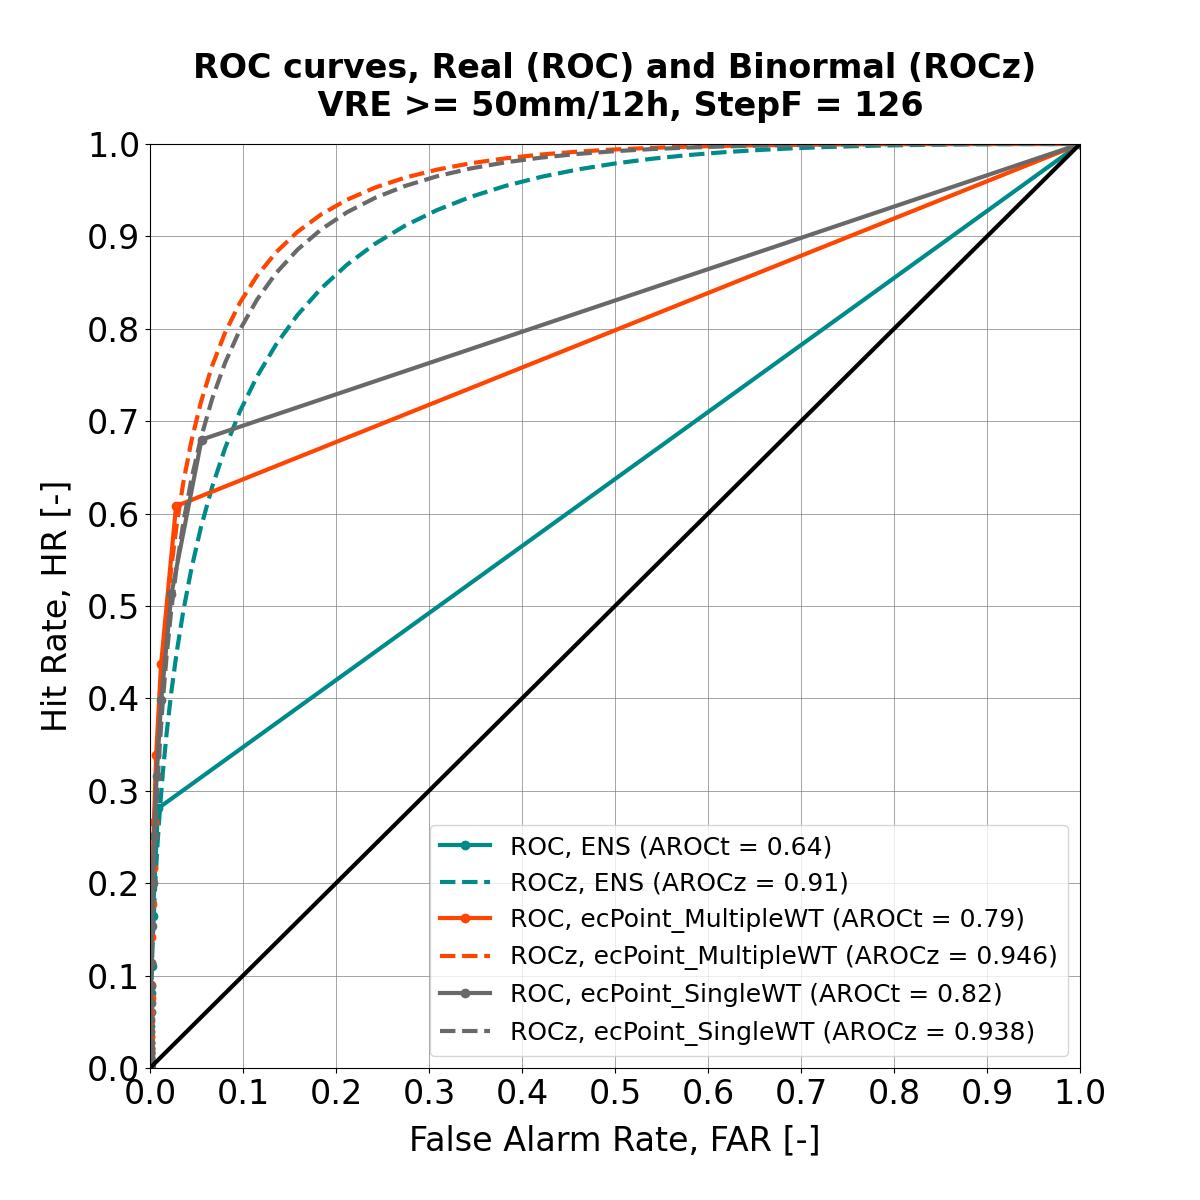 ROC curves, Real (ROC) and Binormal (ROCz)
VRE >= 50mm/12h, StepF = 126
1.0
0.9
0.8
0.7
0.6
0.5
0.4
0.3
0.2
0.1
0.0
Hit Rate, HR [-]
ROC, ENS (AROCt = 0.64)
ROCz, ENS (AROCz = 0.91)
ROC, ecPoint_MultipleWT (AROCt = 0.79)
ROCz, ecPoint_MultipleWT (AROCz = 0.946)
ROC, ecPoint_SingleWT (AROCt = 0.82)
ROCz, ecPoint_SingleWT (AROCz = 0.938)
0.0 0.1 0.2 0.3 0.4 0.5 0.6 0.7 0.8 0.9 1.0
False Alarm Rate, FAR [-]